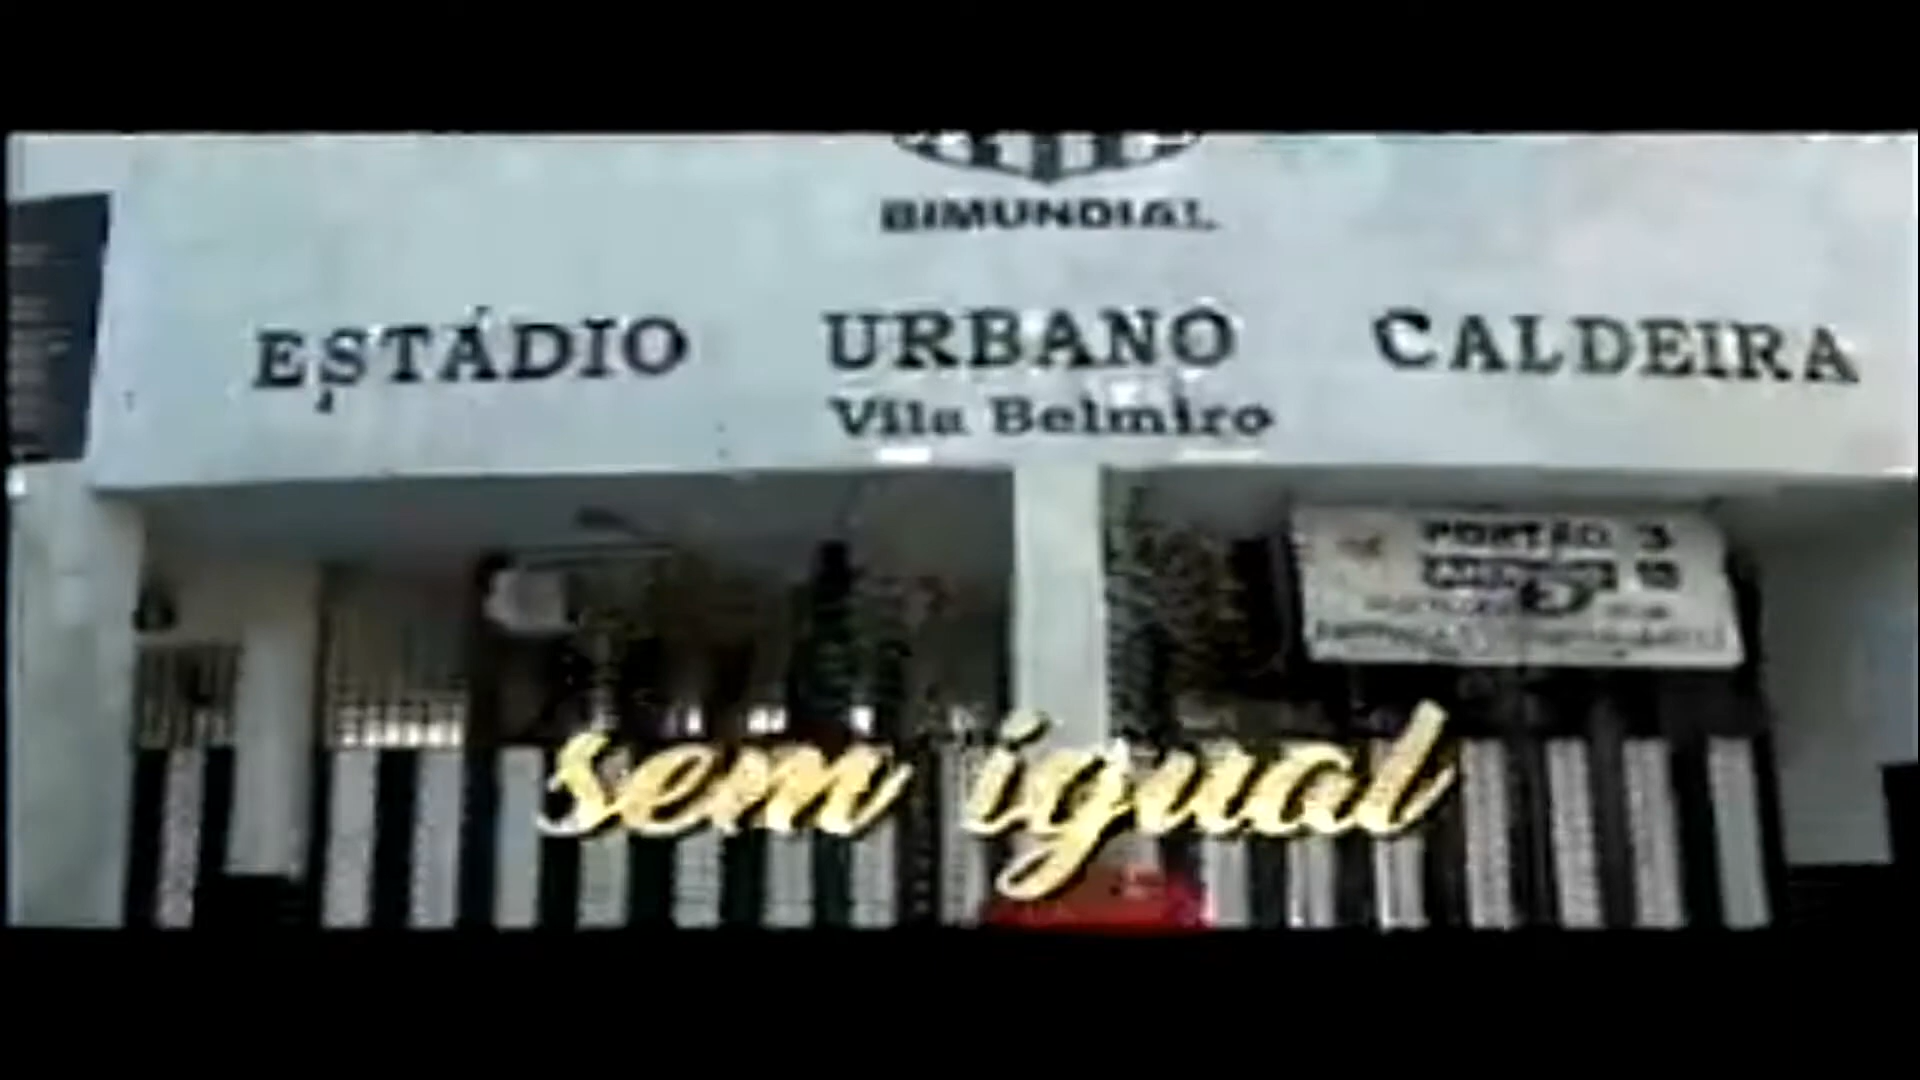 BIMUNDIAL
ESTÁDIO URBANO CALDEIRA
Vila Belmiro
PORTÃO 3
sem igual